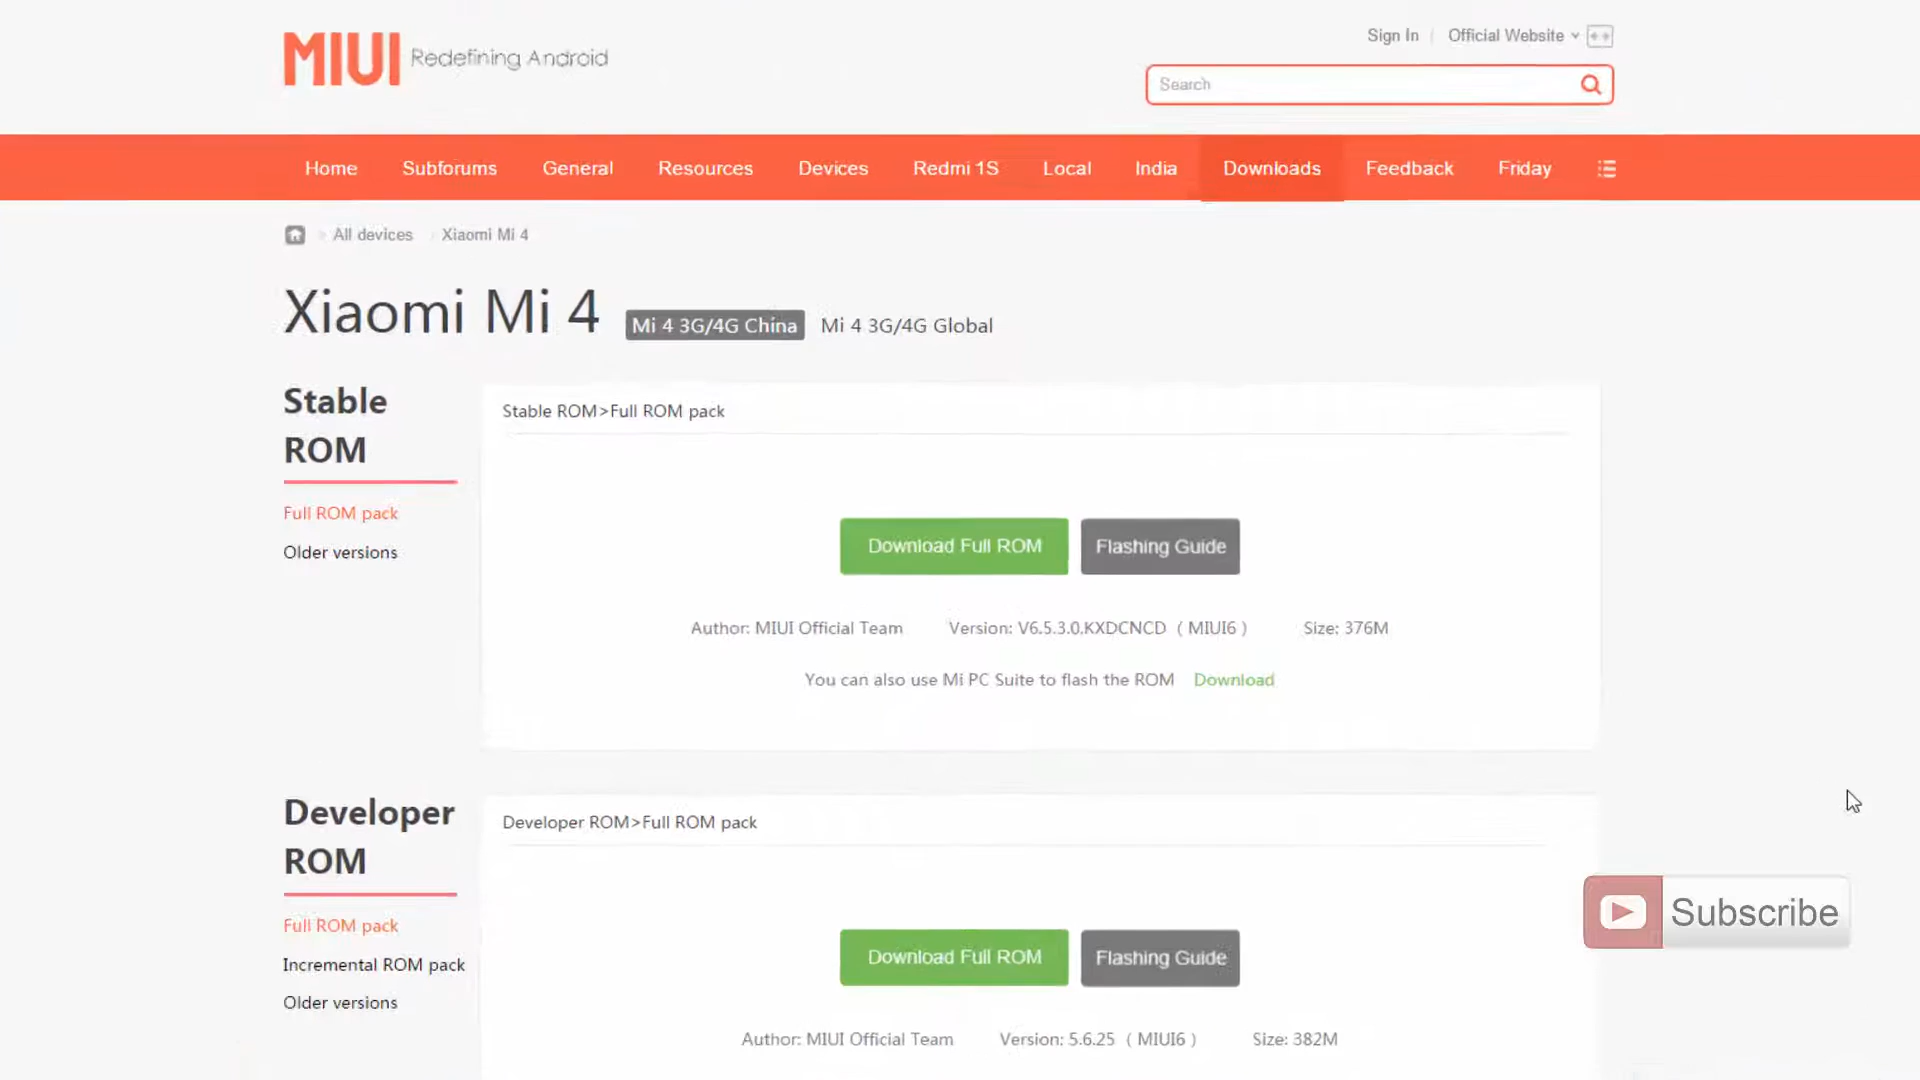 MIUI Redefining Android
Sign In Official Website
Search
Home Subforums General Resources Devices Redmi 1S Local India Downloads Feedback Friday
All devices Xiaomi Mi 4
Xiaomi Mi 4 Mi 4 3G/4G China Mi 4 3G/4G Global
Stable
ROM
Full ROM pack
Older versions
Stable ROM>Full ROM pack
Download Full ROM Flashing Guide
Author: MIUI Official Team Version: V6.5.3.0.KXDCNCD ( MIUI6 ) Size: 376M
You can also use Mi PC Suite to flash the ROM Download
Developer
ROM
Full ROM pack
Incremental ROM pack
Older versions
Developer ROM>Full ROM pack
Download Full ROM Flashing Guide
Author: MIUI Official Team Version: 5.6.25 ( MIUI6 ) Size: 382M
Subscribe